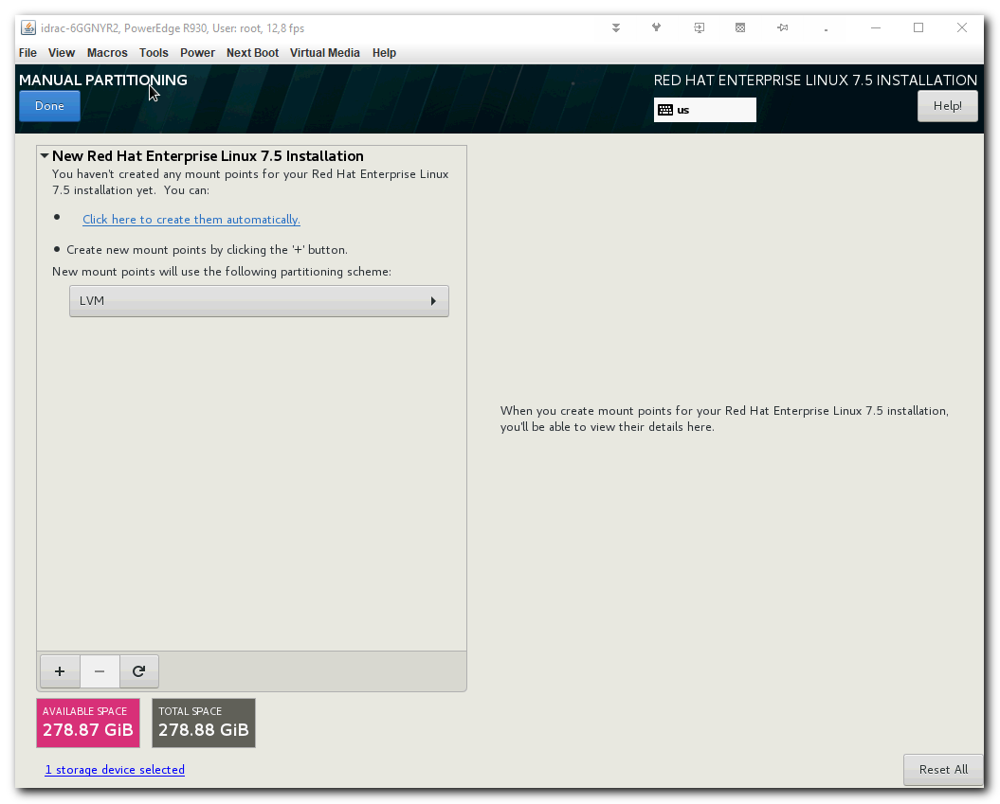 idrac-6GGNYR2, PowerEdge R930, User: root, 12,8 fps
File View Macros Tools Power Next Boot Virtual Media Help
MANUAL PARTITIONING
RED HAT ENTERPRISE LINUX 7.5 INSTALLATION
Done
us
Help!
New Red Hat Enterprise Linux 7.5 Installation
You haven't created any mount points for your Red Hat Enterprise Linux
7.5 installation yet. You can:
• Click here to create them automatically.
• Create new mount points by clicking the '+' button.
New mount points will use the following partitioning scheme:
LVM
When you create mount points for your Red Hat Enterprise Linux 7.5 installation,
you'll be able to view their details here.
+ −
AVAILABLE SPACE
278.87 GiB
TOTAL SPACE
278.88 GiB
1 storage device selected
Reset All